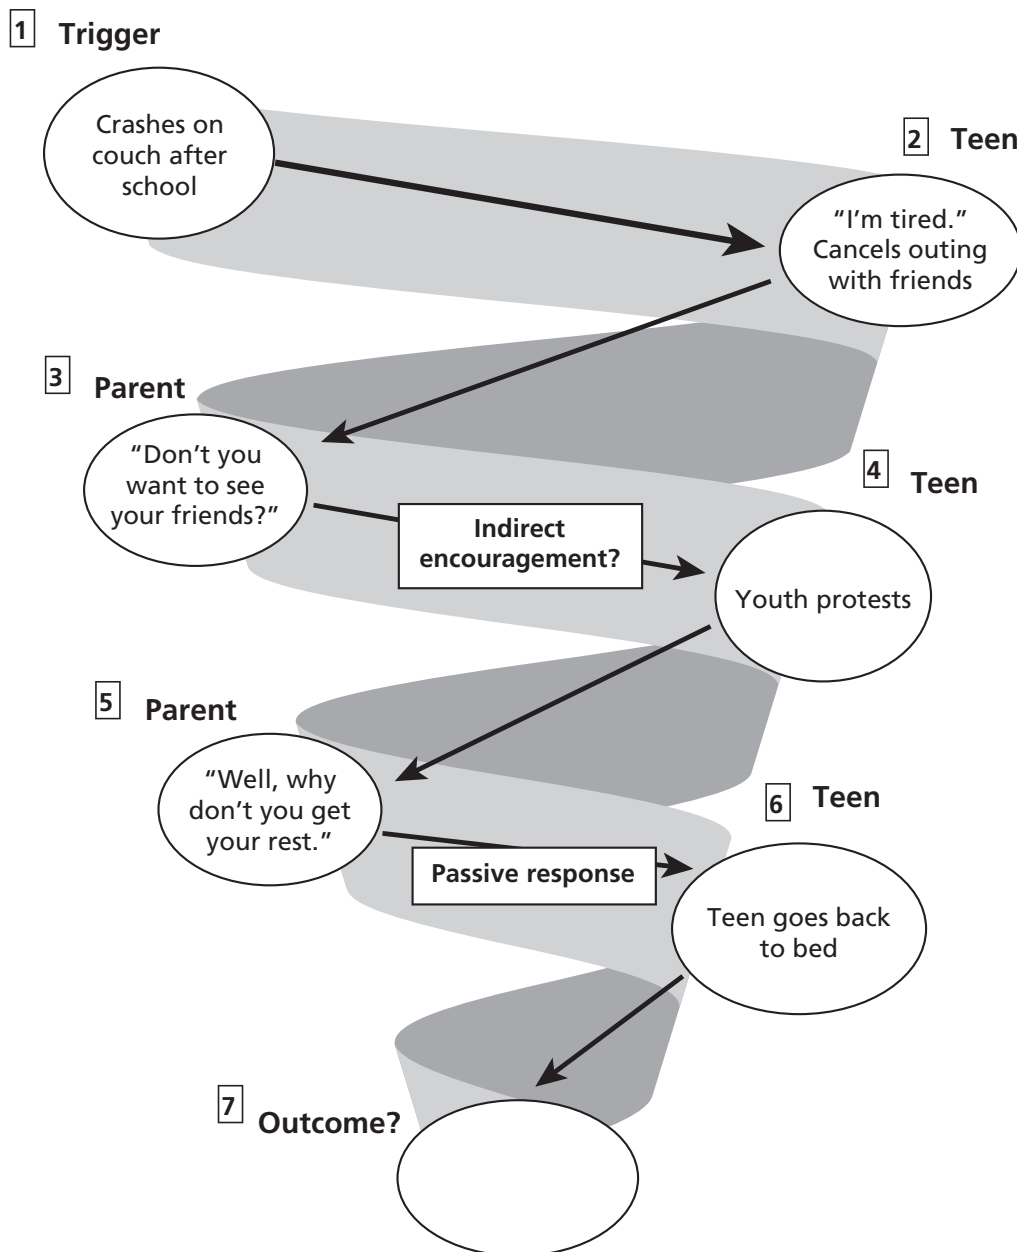 1 Trigger
Crashes on
couch after
school
2 Teen
“I’m tired.”
Cancels outing
with friends
3 Parent
“Don’t you
want to see
your friends?”
Indirect
encouragement?
4 Teen
Youth protests
5 Parent
“Well, why
don’t you get
your rest.”
Passive response
6 Teen
Teen goes back
to bed
7 Outcome?